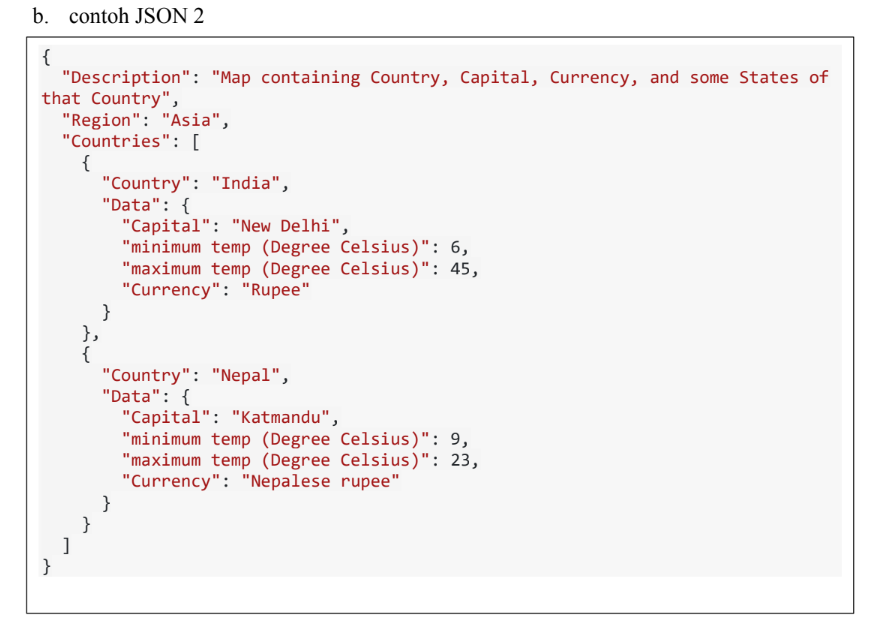 b. contoh JSON 2
{
  "Description": "Map containing Country, Capital, Currency, and some States of
that Country",
  "Region": "Asia",
  "Countries": [
    {
      "Country": "India",
      "Data": {
        "Capital": "New Delhi",
        "minimum temp (Degree Celsius)": 6,
        "maximum temp (Degree Celsius)": 45,
        "Currency": "Rupee"
      }
    },
    {
      "Country": "Nepal",
      "Data": {
        "Capital": "Katmandu",
        "minimum temp (Degree Celsius)": 9,
        "maximum temp (Degree Celsius)": 23,
        "Currency": "Nepalese rupee"
      }
    }
  ]
}